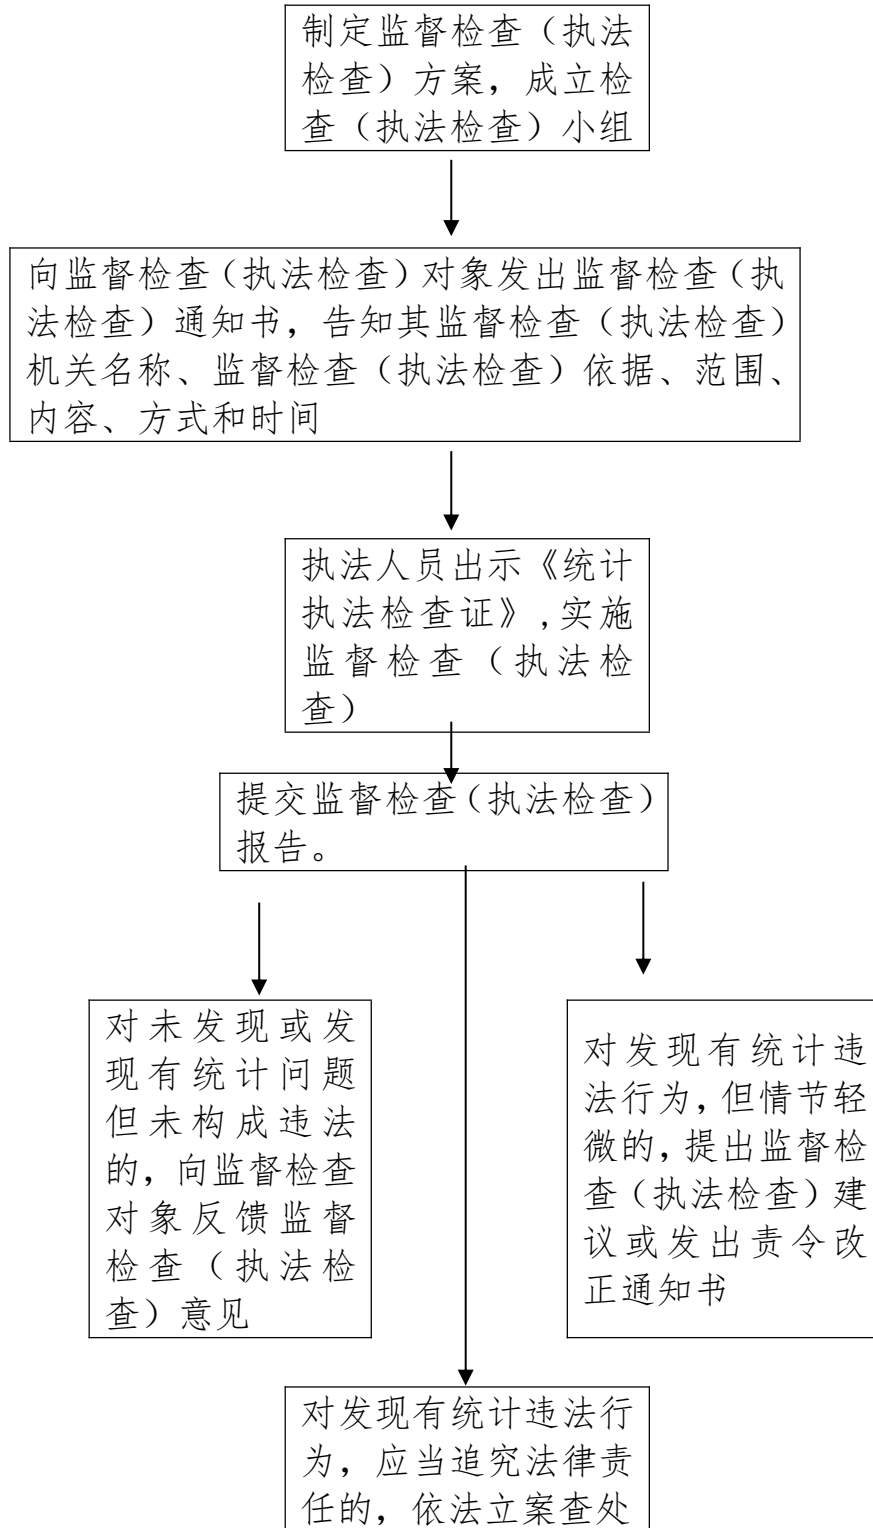 制定监督检查（执法
检查）方案，成立检
查（执法检查）小组
向监督检查（执法检查）对象发出监督检查（执
法检查）通知书，告知其监督检查（执法检查）
机关名称、监督检查（执法检查）依据、范围、
内容、方式和时间
执法人员出示《统计
执法检查证》,实施
监督检查（执法检
查）
提交监督检查（执法检查）
报告。
对未发现或发
现有统计问题
但未构成违法
的，向监督检查
对象反馈监督
检查（执法检
查）意见
对发现有统计违
法行为，但情节轻
微的，提出监督检
查（执法检查）建
议或发出责令改
正通知书
对发现有统计违法行
为，应当追究法律责
任的，依法立案查处